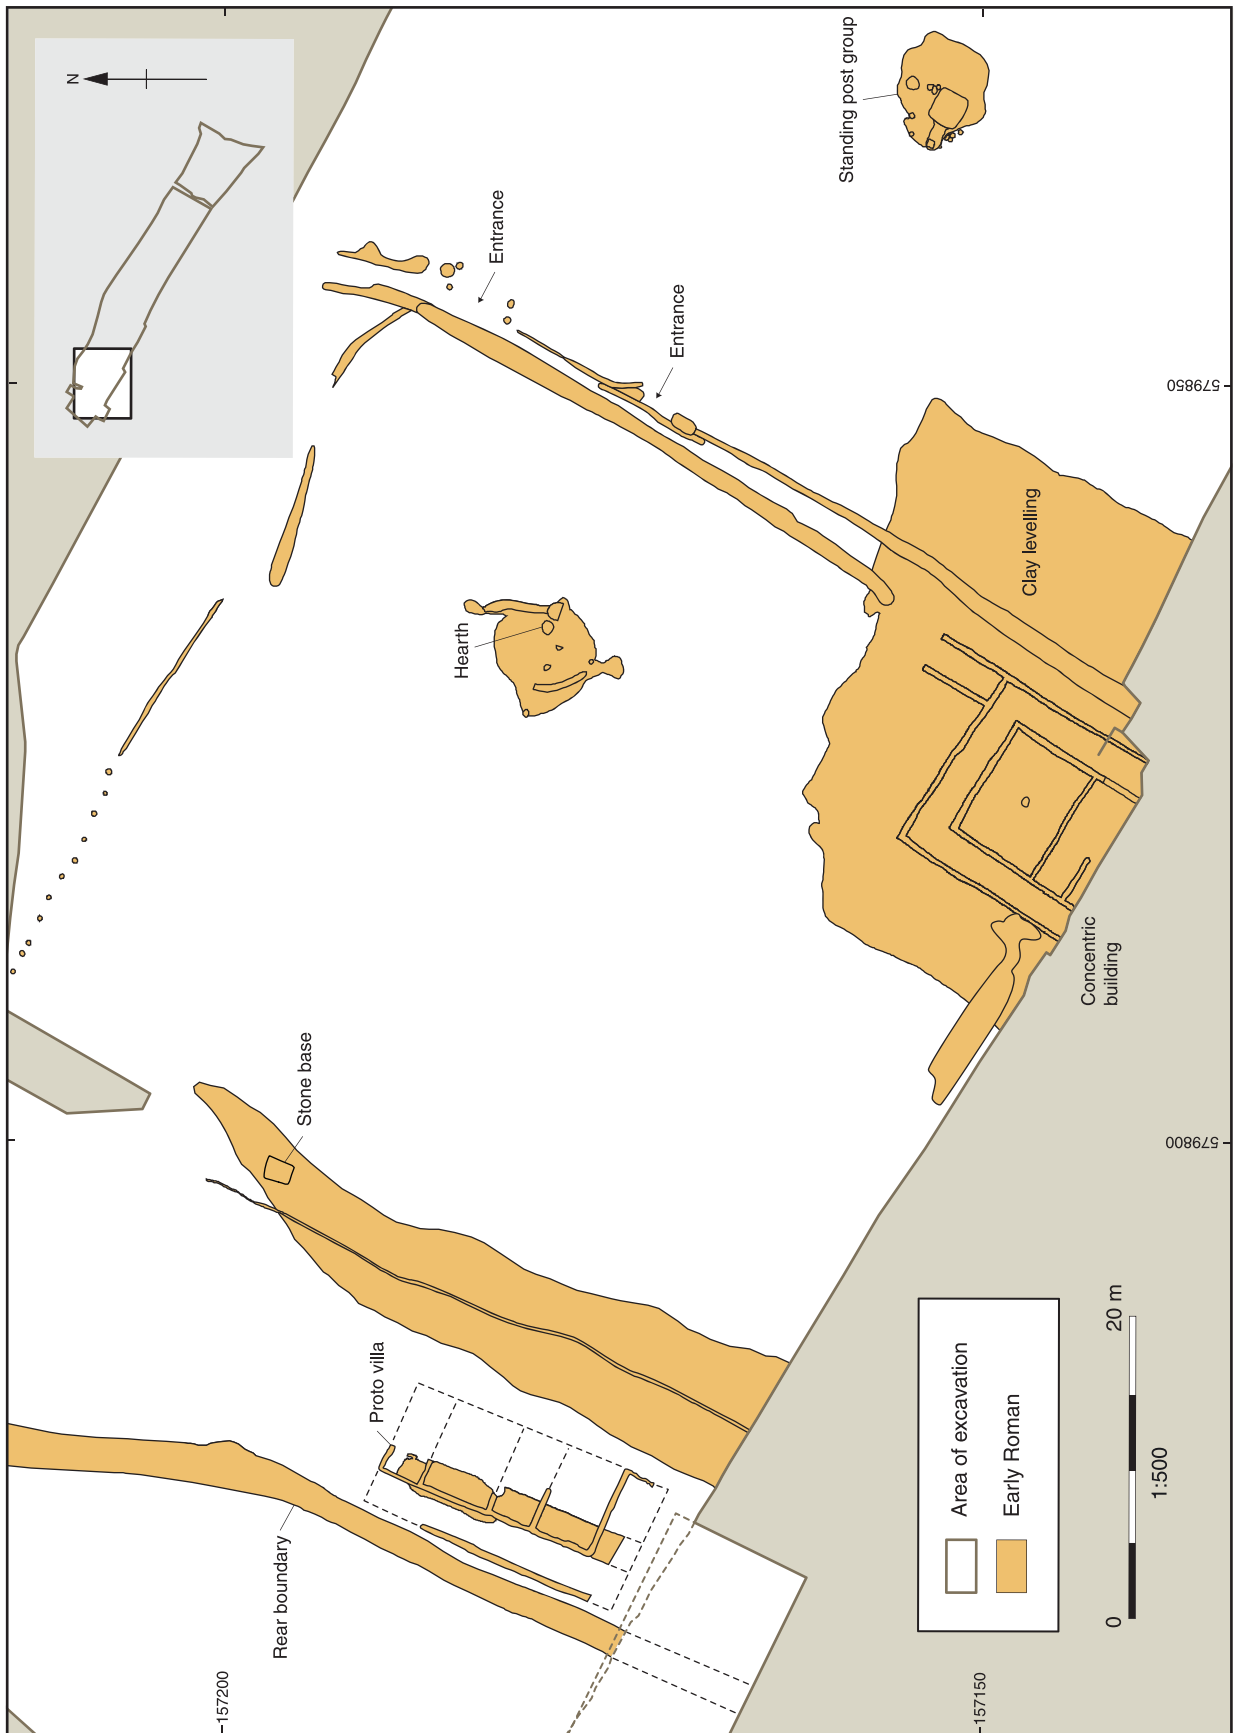 N
Standing post group
Entrance
Entrance
579850
Clay levelling
Hearth
Concentric
building
Stone base
579800
Proto villa
Rear boundary
Area of excavation
Early Roman
0
20 m
1:500
157200
157150